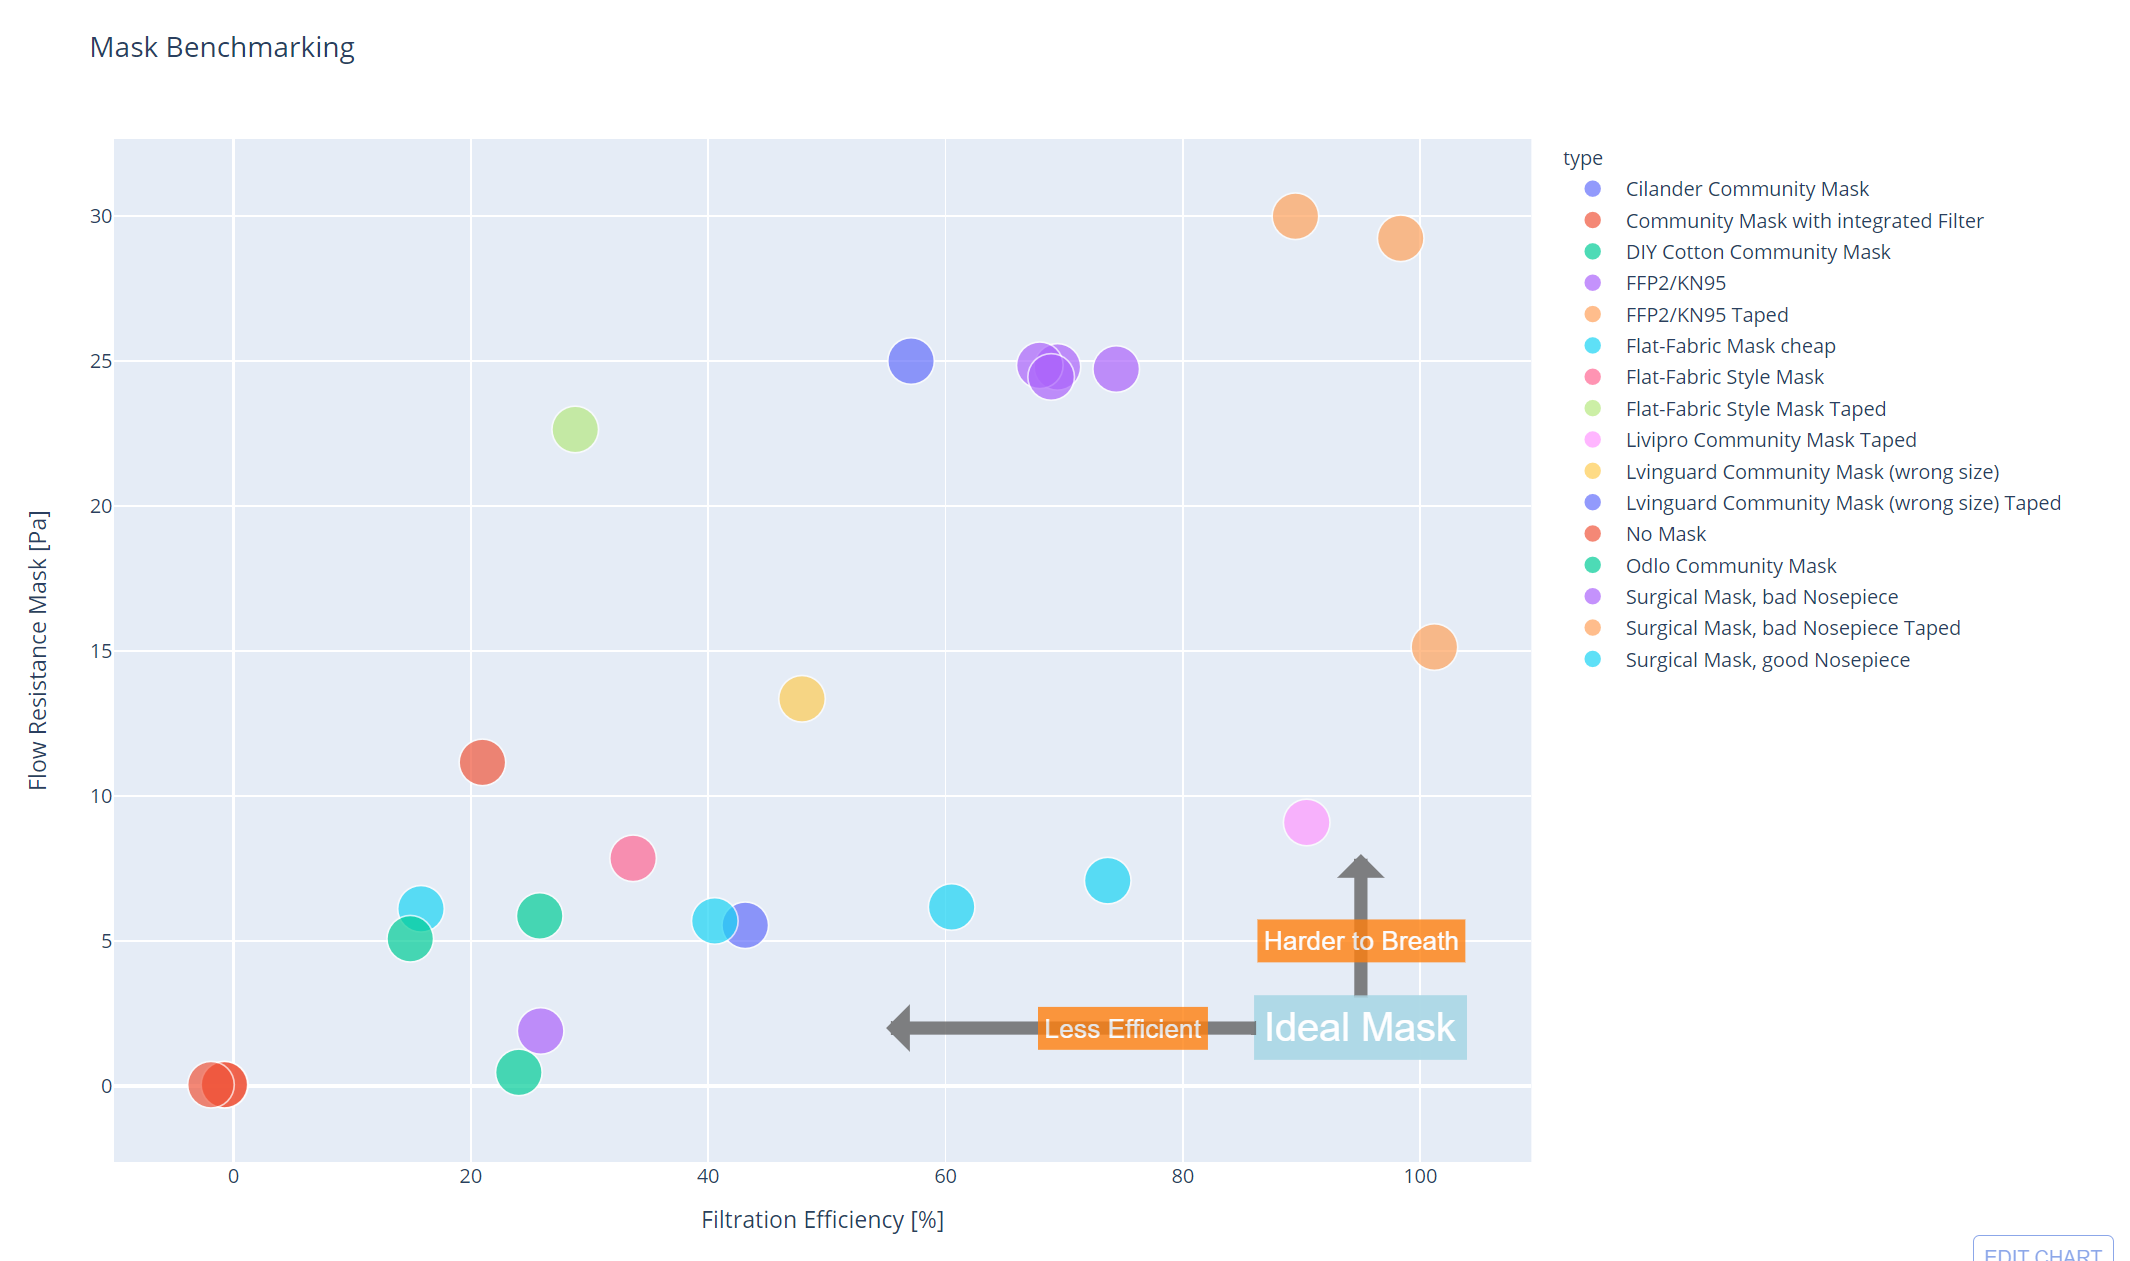 Mask Benchmarking
type
Cilander Community Mask
Community Mask with integrated Filter
DIY Cotton Community Mask
FFP2/KN95
FFP2/KN95 Taped
Flat-Fabric Mask cheap
Flat-Fabric Style Mask
Flat-Fabric Style Mask Taped
Livipro Community Mask Taped
Lvinguard Community Mask (wrong size)
Lvinguard Community Mask (wrong size) Taped
No Mask
Odlo Community Mask
Surgical Mask, bad Nosepiece
Surgical Mask, bad Nosepiece Taped
Surgical Mask, good Nosepiece
Flow Resistance Mask [Pa]
30
25
20
15
10
5
0
Harder to Breath
Less Efficient
Ideal Mask
0 20 40 60 80 100
Filtration Efficiency [%]
EDIT CHART